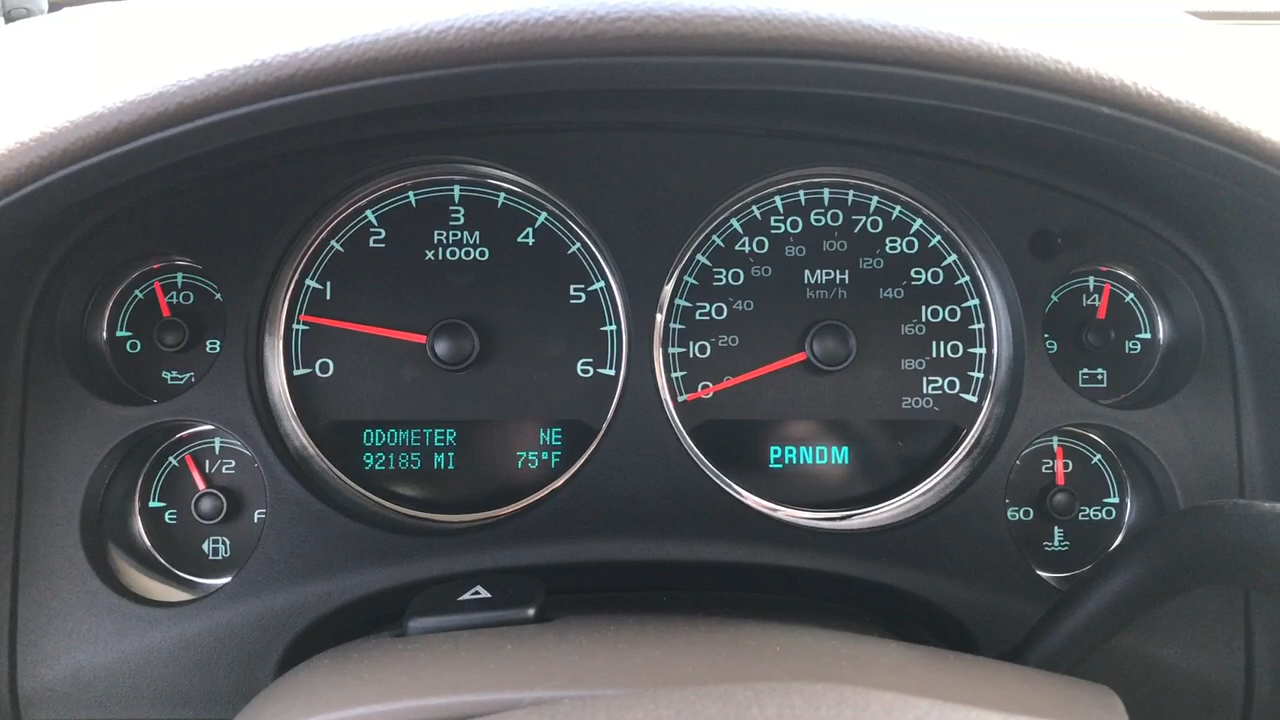 0 1 2 3 4 5 6
RPM
x1000
ODOMETER NE
92185 MI 75°F
0 10 20 30 40 50 60 70 80 90 100 110 120
0 20 40 60 80 100 120 140 160 180 200
MPH
km/h
PRNDM
0 40 8
E 1/2 F
9 14 19
60 210 260